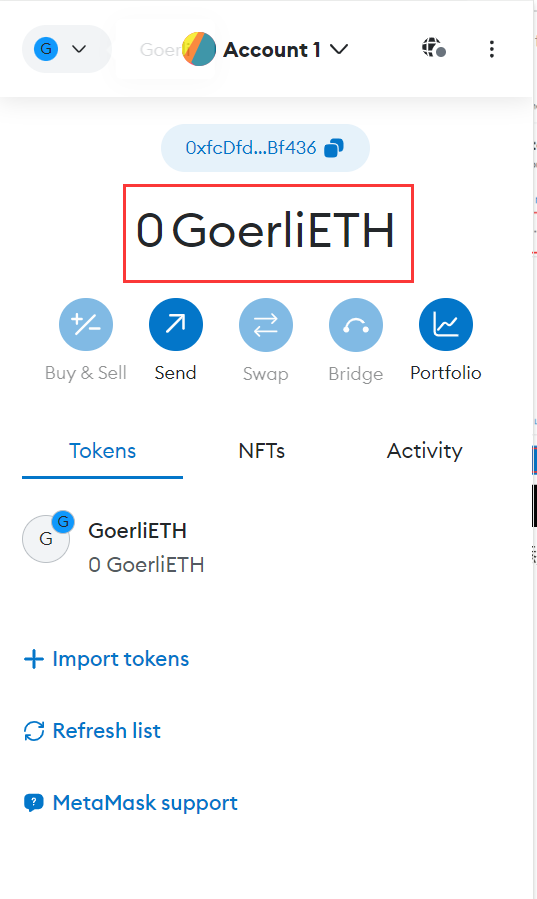 G Goerli Account 1
0xfcDfd...Bf436
0 GoerliETH
Buy & Sell Send Swap Bridge Portfolio
Tokens NFTs Activity
G
G GoerliETH
0 GoerliETH
Import tokens
Refresh list
? MetaMask support